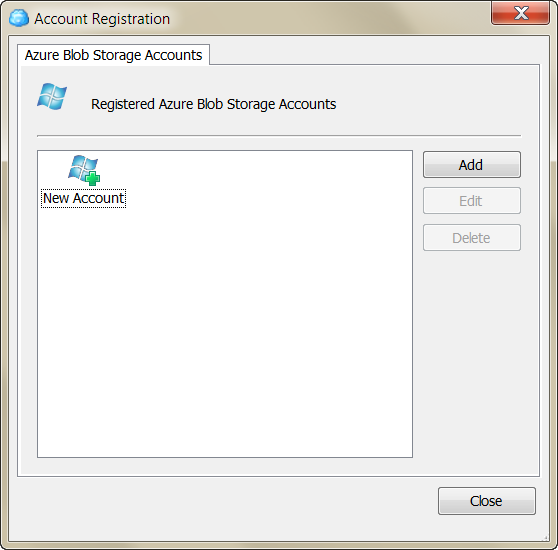 Account Registration
Azure Blob Storage Accounts
Registered Azure Blob Storage Accounts
New Account
Add
Edit
Delete
Close